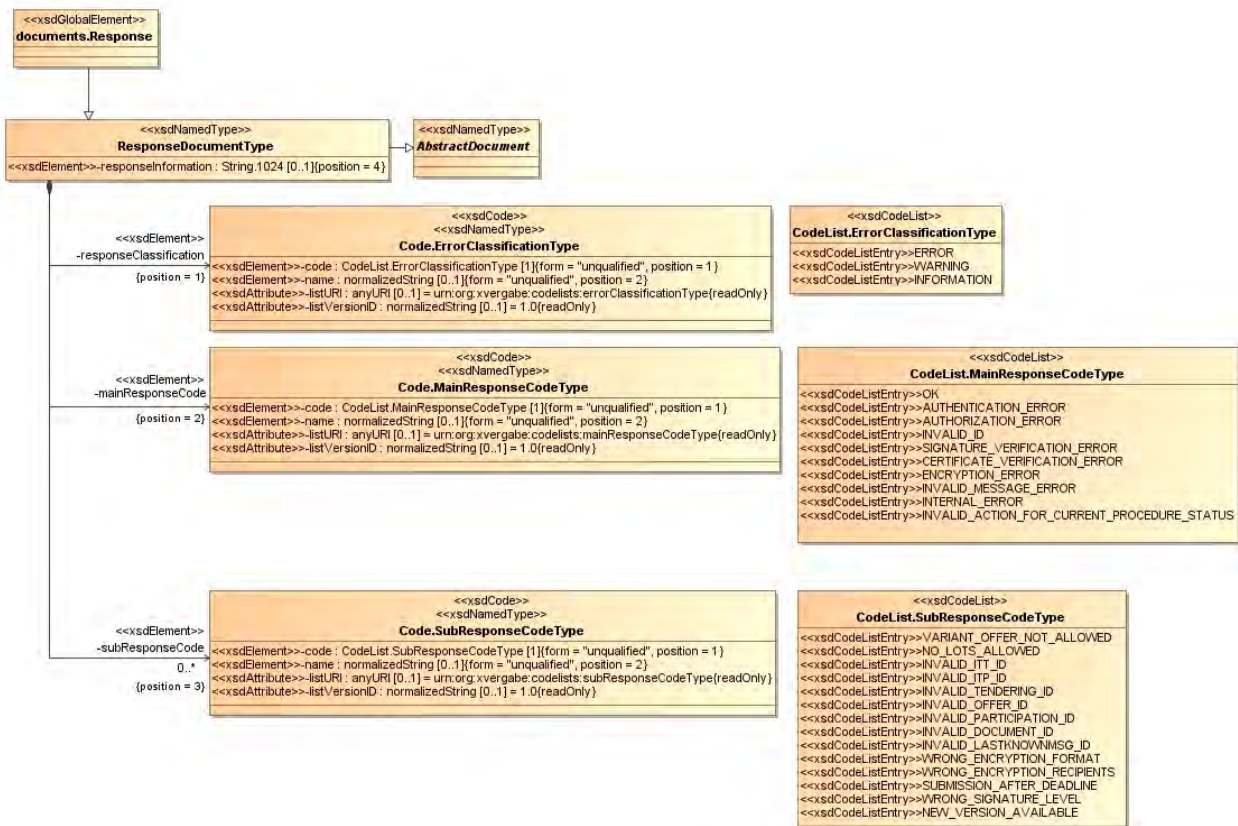 <<xsdGlobalElement>>
documents.Response
<<xsdNamedType>>
ResponseDocumentType
<<xsdElement>>-responseInformation : String.1024 [0..1]{position = 4}
<<xsdNamedType>>
AbstractDocument
<<xsdElement>>
-responseClassification
{position = 1}
<<xsdCode>>
<<xsdNamedType>>
Code.ErrorClassificationType
<<xsdElement>>-code : CodeList.ErrorClassificationType [1]{form = "unqualified", position = 1}
<<xsdElement>>-name : normalizedString [0..1]{form = "unqualified", position = 2}
<<xsdAttribute>>-listURI : anyURI [0..1] = urn:org:xvergabe:codelists:errorClassificationType{readOnly}
<<xsdAttribute>>-listVersionID : normalizedString [0..1] = 1.0{readOnly}
<<xsdCodeList>>
CodeList.ErrorClassificationType
<<xsdCodeListEntry>>ERROR
<<xsdCodeListEntry>>WARNING
<<xsdCodeListEntry>>INFORMATION
<<xsdElement>>
-mainResponseCode
{position = 2}
<<xsdCode>>
<<xsdNamedType>>
Code.MainResponseCodeType
<<xsdElement>>-code : CodeList.MainResponseCodeType [1]{form = "unqualified", position = 1}
<<xsdElement>>-name : normalizedString [0..1]{form = "unqualified", position = 2}
<<xsdAttribute>>-listURI : anyURI [0..1] = urn:org:xvergabe:codelists:mainResponseCodeType{readOnly}
<<xsdAttribute>>-listVersionID : normalizedString [0..1] = 1.0{readOnly}
<<xsdCodeList>>
CodeList.MainResponseCodeType
<<xsdCodeListEntry>>OK
<<xsdCodeListEntry>>AUTHENTICATION_ERROR
<<xsdCodeListEntry>>AUTHORIZATION_ERROR
<<xsdCodeListEntry>>INVALID_ID
<<xsdCodeListEntry>>SIGNATURE_VERIFICATION_ERROR
<<xsdCodeListEntry>>CERTIFICATE_VERIFICATION_ERROR
<<xsdCodeListEntry>>ENCRYPTION_ERROR
<<xsdCodeListEntry>>INVALID_MESSAGE_ERROR
<<xsdCodeListEntry>>INTERNAL_ERROR
<<xsdCodeListEntry>>INVALID_ACTION_FOR_CURRENT_PROCEDURE_STATUS
<<xsdElement>>
-subResponseCode
0..*
{position = 3}
<<xsdCode>>
<<xsdNamedType>>
Code.SubResponseCodeType
<<xsdElement>>-code : CodeList.SubResponseCodeType [1]{form = "unqualified", position = 1}
<<xsdElement>>-name : normalizedString [0..1]{form = "unqualified", position = 2}
<<xsdAttribute>>-listURI : anyURI [0..1] = urn:org:xvergabe:codelists:subResponseCodeType{readOnly}
<<xsdAttribute>>-listVersionID : normalizedString [0..1] = 1.0{readOnly}
<<xsdCodeList>>
CodeList.SubResponseCodeType
<<xsdCodeListEntry>>VARIANT_OFFER_NOT_ALLOWED
<<xsdCodeListEntry>>NO_LOTS_ALLOWED
<<xsdCodeListEntry>>INVALID_ITT_ID
<<xsdCodeListEntry>>INVALID_ITP_ID
<<xsdCodeListEntry>>INVALID_TENDERING_ID
<<xsdCodeListEntry>>INVALID_OFFER_ID
<<xsdCodeListEntry>>INVALID_PARTICIPATION_ID
<<xsdCodeListEntry>>INVALID_DOCUMENT_ID
<<xsdCodeListEntry>>INVALID_LASTKNOWNMSG_ID
<<xsdCodeListEntry>>WRONG_ENCRYPTION_FORMAT
<<xsdCodeListEntry>>WRONG_ENCRYPTION_RECIPIENTS
<<xsdCodeListEntry>>SUBMISSION_AFTER_DEADLINE
<<xsdCodeListEntry>>WRONG_SIGNATURE_LEVEL
<<xsdCodeListEntry>>NEW_VERSION_AVAILABLE